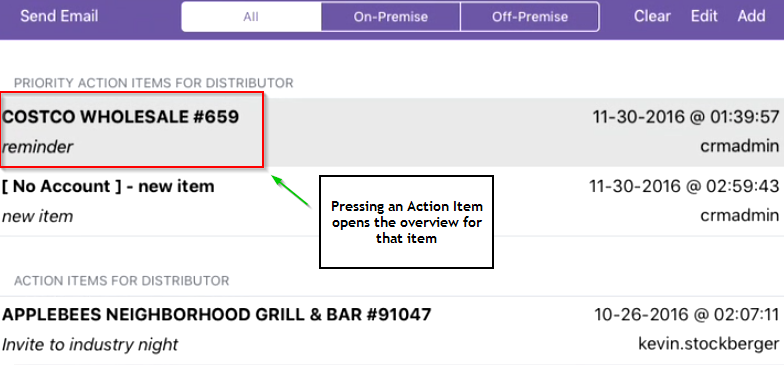 Send Email All On-Premise Off-Premise Clear Edit Add
PRIORITY ACTION ITEMS FOR DISTRIBUTOR
COSTCO WHOLESALE #659 11-30-2016 @ 01:39:57
reminder crmadmin
[ No Account ] - new item 11-30-2016 @ 02:59:43
new item crmadmin
Pressing an Action Item
opens the overview for
that item
ACTION ITEMS FOR DISTRIBUTOR
APPLEBEES NEIGHBORHOOD GRILL & BAR #91047 10-26-2016 @ 02:07:11
Invite to industry night kevin.stockberger